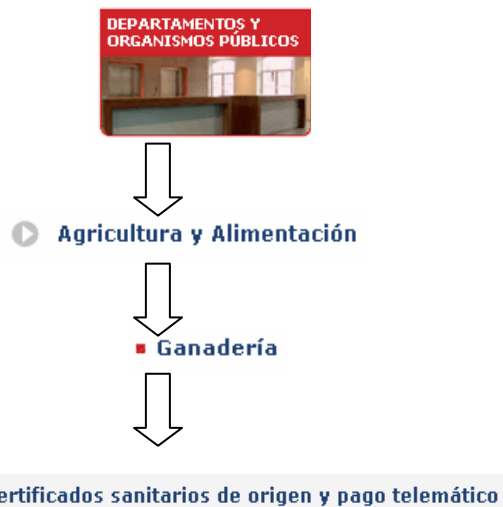 DEPARTAMENTOS Y
ORGANISMOS PÚBLICOS
Agricultura y Alimentación
Ganadería
ertificados sanitarios de origen y pago telemático